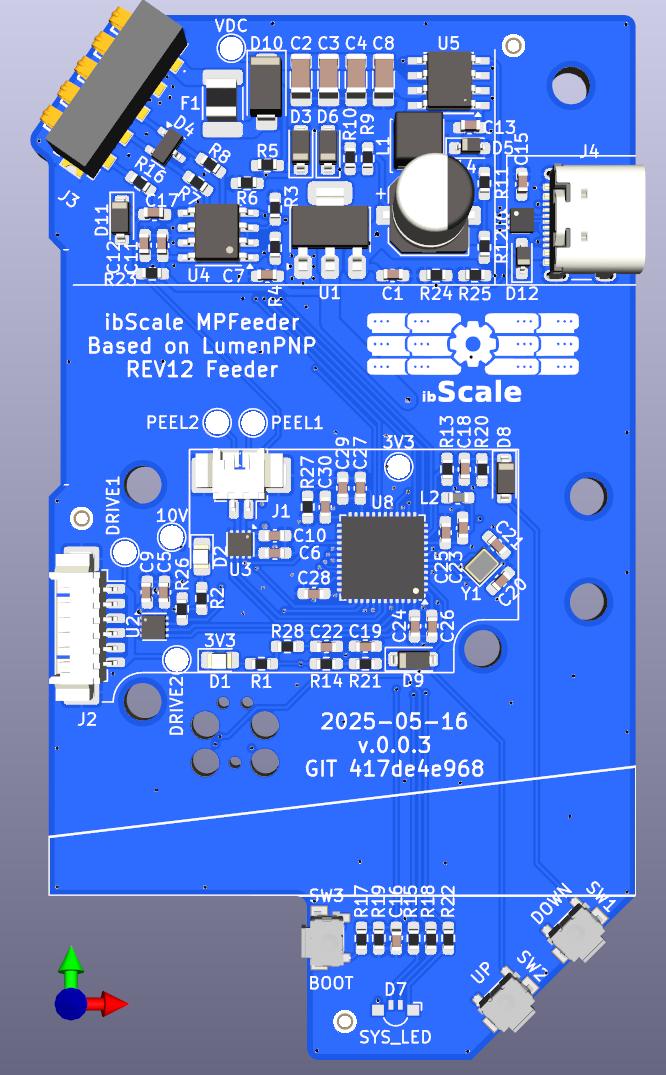 VDC
D10
C2
C3
C4
C8
U5
F1
D4
D3
D6
R10
R9
L1
C13
D5
C15
J4
R16
R8
R5
J3
R7
R6
R3
+
R11
D11
C17
C12
C11
R23
U4
C7
R4
U1
C1
R24
R25
R12
D12
ibScale MPFeeder
Based on LumenPNP
REV12 Feeder
ibScale
PEEL2
PEEL1
3V3
R13
C18
R20
D8
C29
C27
R27
C30
L2
DRIVE1
10V
J1
U8
C10
C6
U3
D2
C9
C5
R26
R2
U2
C28
C25
C23
C21
C20
Y1
C24
C26
R28
C22
C19
3V3
D1
R1
R14
R21
D9
J2
DRIVE2
2025-05-16
v.0.0.3
GIT 417de4e968
SW3
R17
R19
C16
R15
R18
R22
DOWN
SW1
UP
SW2
BOOT
D7
SYS_LED